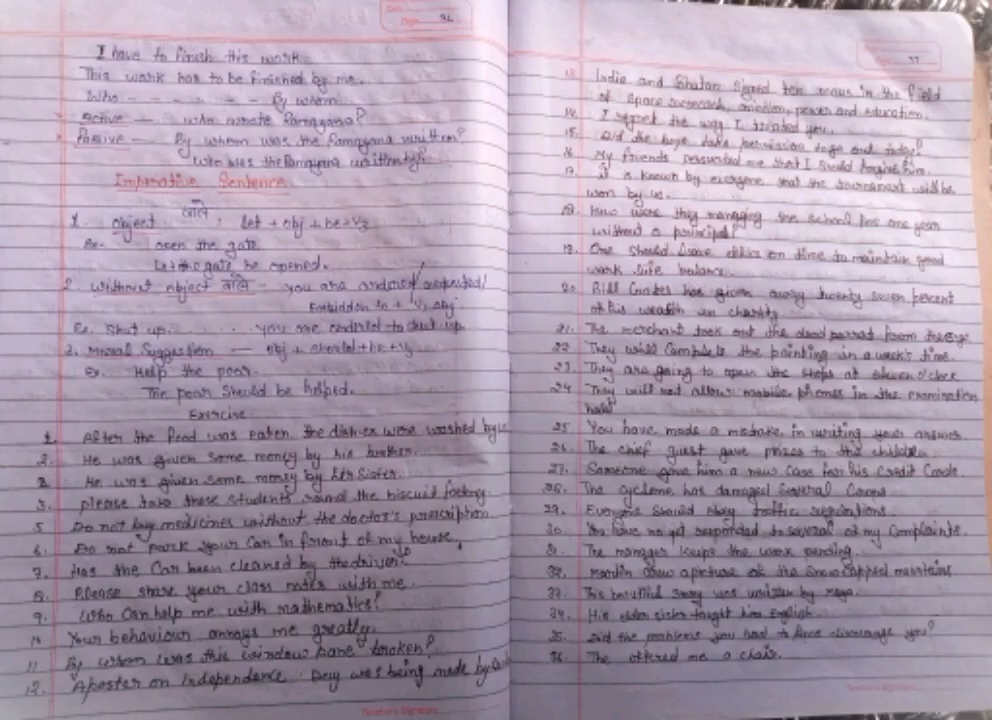 36
I have to finish this work.
This work has to be finished by me.
Who - - - - - - By whom
Active — who wrote Ramayana?
Passive — By whom was the Ramayana written?
Who was the Ramayana written by?
Imperative Sentence
1. object वाले, let + obj + be + V3
Ex- open the gate
Let the gate be opened.
2. without object वाले - you are ordered / requested /
Forbidden to + V1 obj
Ex. Shut up. . . . . you are ordered to shut up
3. Moral Suggestion — obj + should + be + V3
Ex. Help the poor.
The poor should be helped.
Exercise
1. After the food was eaten, the dishes were washed by
2. He was given some money by his brother.
3. He was given some money by his Sister.
please take these students round the biscuit factory.
5 Do not buy medicines without the doctor's prescription
6. Do not park your Car in front of my house.
7. Has the Car been cleaned by the driver?
8. Please share your class notes with me.
9. Who Can help me with mathematics?
10 Your behaviour annoys me greatly.
11 By whom was this window pane broken?
12. A poster on Independence Day was being made by
37
13. India and Bhutan signed ten in the field
of Space research, aviation, power and education.
14. I regret the way I treated you.
15. Did the boys take permission today?
16 My friends persuaded me that I should forgive him.
17. it is known by everyone that the tournament will be
won by us.
How were they managing the school for one year
without a principal?
19. One should leave office on time to maintain good
work life balance.
20. Bill Gates has given away twenty seven percent
of his wealth in charity
21. The merchant took out the dead parrot from the cage
22 They will Complete the painting in a week's time.
23. They are going to open the shops at eleven o'clock
24 They will not allow mobile phones in the examination
hall
25 You have made a mistake in writing your answer.
26. The chief guest gave prizes to the children.
27. Someone gave him a new Case for his Credit Cards
28. The cyclone has damaged Several
29. Everyone should obey traffic regulations.
30 You have no yet responded to several of my Complaints.
31. The manager keeps the work pending.
32. Martin drew a picture of the Snow Capped mountains
33. This beautiful story was written by
34. His elder sister taught him English.
35. Did the problems you had to face discourage you?
36. The offered me a chair.
Teacher's Signature